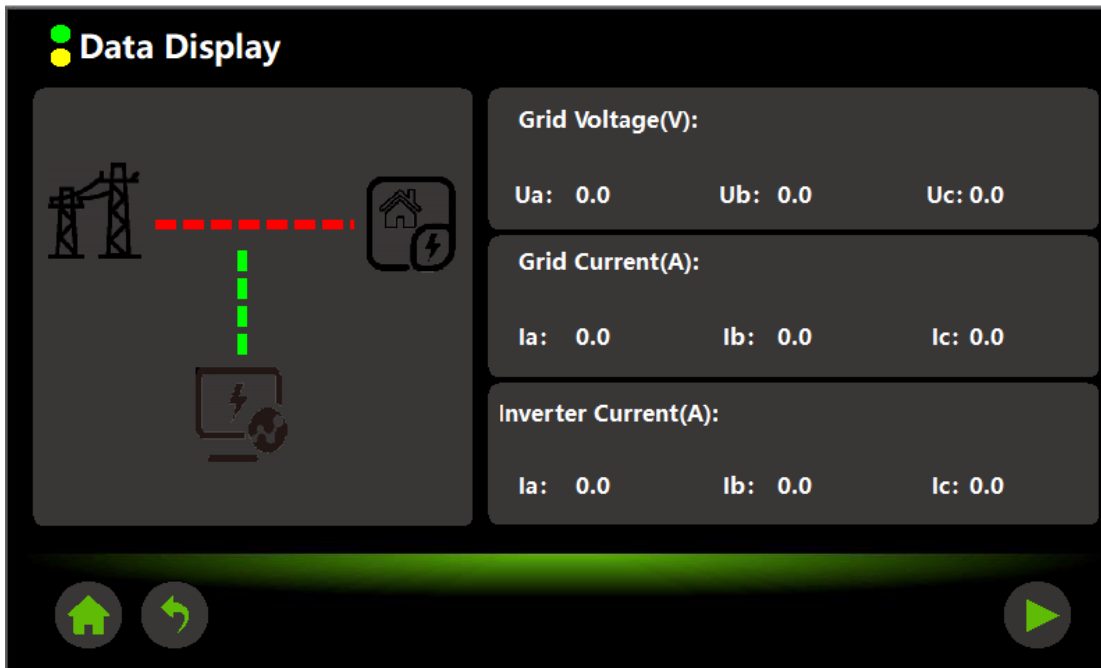 Data Display
Grid Voltage(V):
Ua: 0.0 Ub: 0.0 Uc: 0.0
Grid Current(A):
Ia: 0.0 Ib: 0.0 Ic: 0.0
Inverter Current(A):
Ia: 0.0 Ib: 0.0 Ic: 0.0